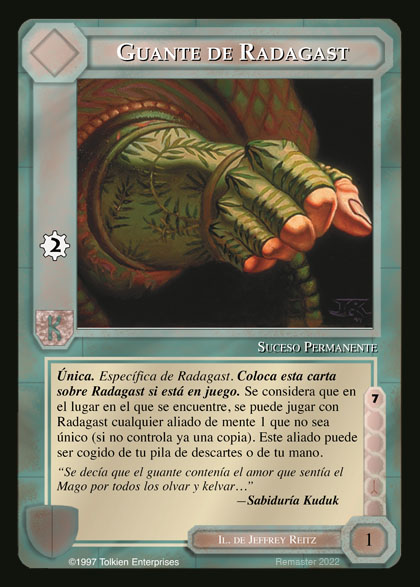 Guante de Radagast
2
Suceso Permanente
Única. Específica de Radagast. Coloca esta carta
sobre Radagast si está en juego. Se considera que en
el lugar en el que se encuentre, se puede jugar con
Radagast cualquier aliado de mente 1 que no sea
único (si no controla ya una copia). Este aliado puede
ser cogido de tu pila de descartes o de tu mano.
“Se decía que el guante contenía el amor que sentía el
Mago por todos los olvar y kelvar…”
—Sabiduría Kuduk
7
Il. de Jeffrey Reitz
1
©1997 Tolkien Enterprises
Remaster 2022